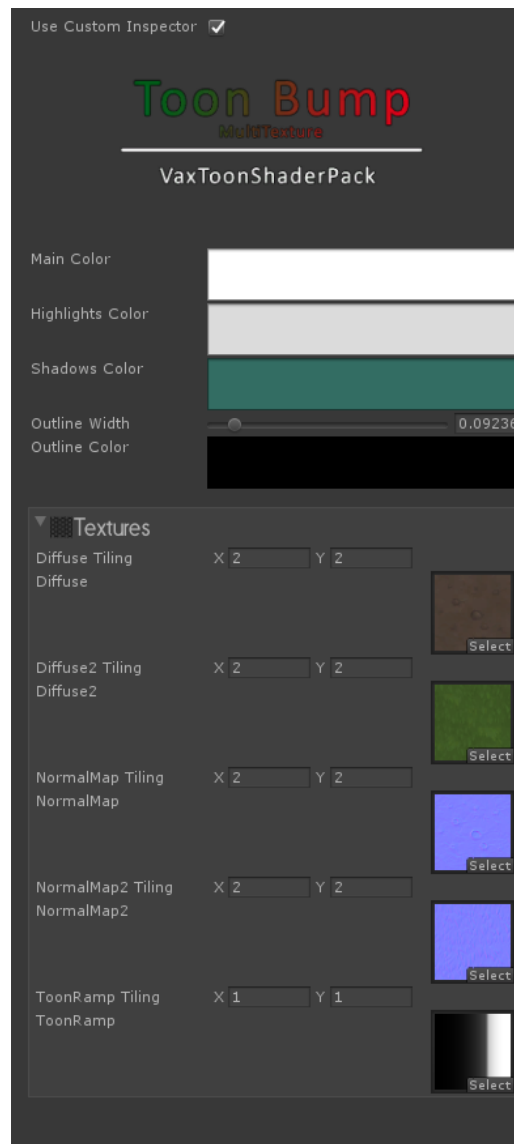 Use Custom Inspector
Toon Bump
MultiTexture
VaxToonShaderPack
Main Color
Highlights Color
Shadows Color
Outline Width 0.09236
Outline Color
Textures
Diffuse Tiling X 2 Y 2
Diffuse
Select
Diffuse2 Tiling X 2 Y 2
Diffuse2
Select
NormalMap Tiling X 2 Y 2
NormalMap
Select
NormalMap2 Tiling X 2 Y 2
NormalMap2
Select
ToonRamp Tiling X 1 Y 1
ToonRamp
Select